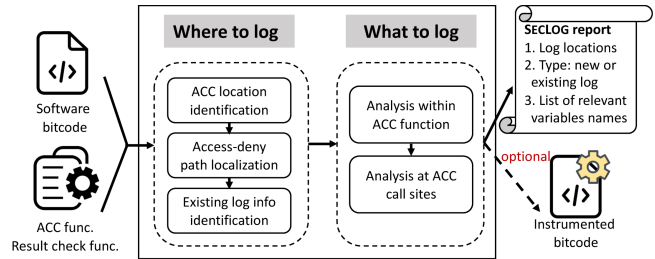 Where to log
What to log
ACC location
identification
Access-deny
path localization
Existing log info
identification
Analysis within
ACC function
Analysis at ACC
call sites
</>
Software
bitcode
ACC func.
Result check func.
SECLOG report
1. Log locations
2. Type: new or
existing log
3. List of relevant
variables names
optional
</>
Instrumented
bitcode